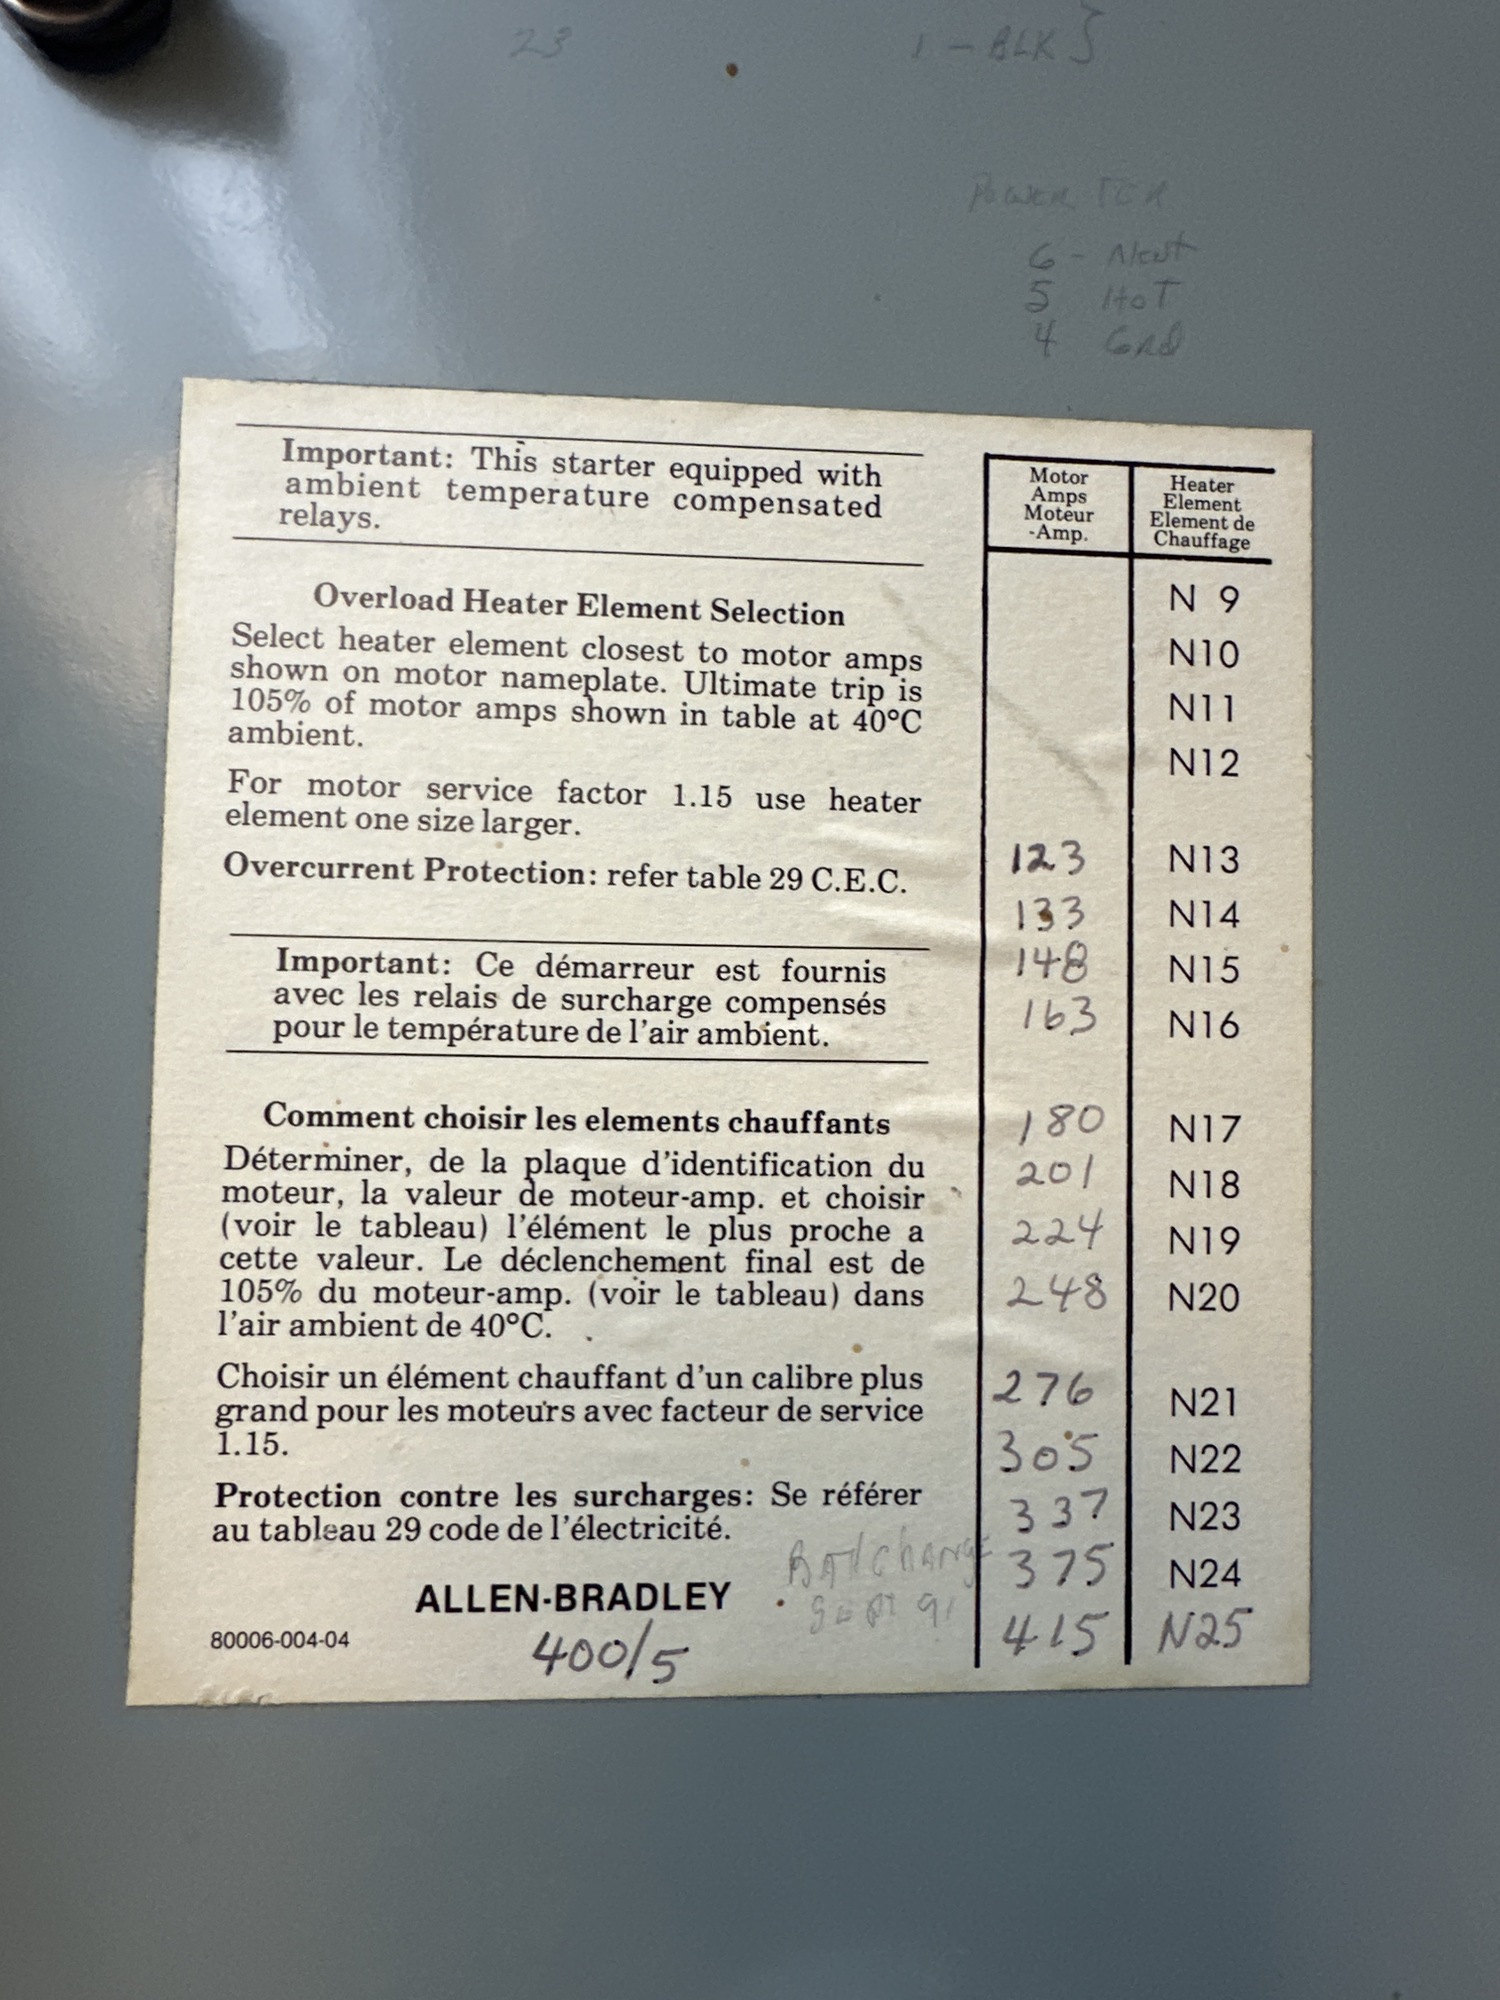 23
1 - BLK }
POWER FER
6 - Neut
5 HOT
4 GRD
Important: This starter equipped with
ambient temperature compensated
relays.
Overload Heater Element Selection
Select heater element closest to motor amps
shown on motor nameplate. Ultimate trip is
105% of motor amps shown in table at 40°C
ambient.
For motor service factor 1.15 use heater
element one size larger.
Overcurrent Protection: refer table 29 C.E.C.
Important: Ce démarreur est fournis
avec les relais de surcharge compensés
pour le température de l'air ambient.
Comment choisir les elements chauffants
Déterminer, de la plaque d'identification du
moteur, la valeur de moteur-amp. et choisir
(voir le tableau) l'élément le plus proche a
cette valeur. Le déclenchement final est de
105% du moteur-amp. (voir le tableau) dans
l'air ambient de 40°C.
Choisir un élément chauffant d'un calibre plus
grand pour les moteurs avec facteur de service
1.15.
Protection contre les surcharges: Se référer
au tableau 29 code de l'électricité.
BATT CHANGE
SEPT 91
ALLEN-BRADLEY
80006-004-04
400/5
Motor
Amps
Moteur
-Amp.
Heater
Element
Element de
Chauffage
N 9
N10
N11
N12
123 N13
133 N14
148 N15
163 N16
180 N17
201 N18
224 N19
248 N20
276 N21
305 N22
337 N23
375 N24
415 N25